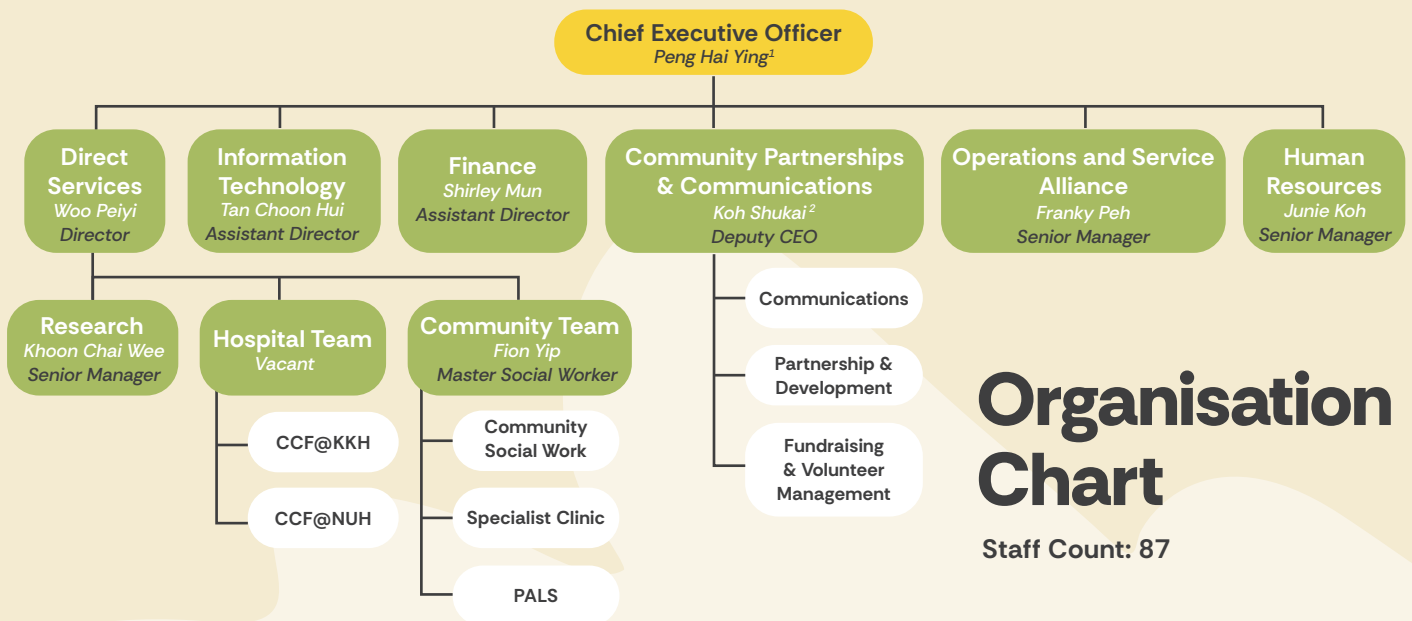 Chief Executive Officer
Peng Hai Ying¹
Direct
Services
Woo Peiyi
Director
Information
Technology
Tan Choon Hui
Assistant Director
Finance
Shirley Mun
Assistant Director
Community Partnerships
& Communications
Koh Shukai²
Deputy CEO
Operations and Service
Alliance
Franky Peh
Senior Manager
Human
Resources
Junie Koh
Senior Manager
Research
Khoon Chai Wee
Senior Manager
Hospital Team
Vacant
CCF@KKH
CCF@NUH
Community Team
Fion Yip
Master Social Worker
Community
Social Work
Specialist Clinic
PALS
Communications
Partnership &
Development
Fundraising
& Volunteer
Management
Organisation
Chart
Staff Count: 87